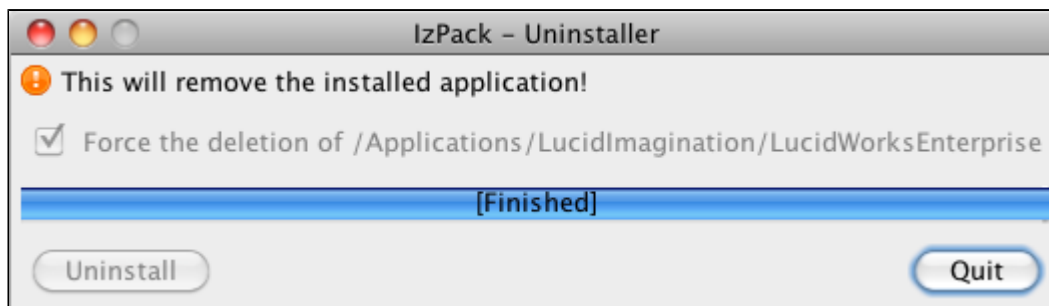 IzPack – Uninstaller
This will remove the installed application!
Force the deletion of /Applications/LucidImagination/LucidWorksEnterprise
[Finished]
Uninstall
Quit